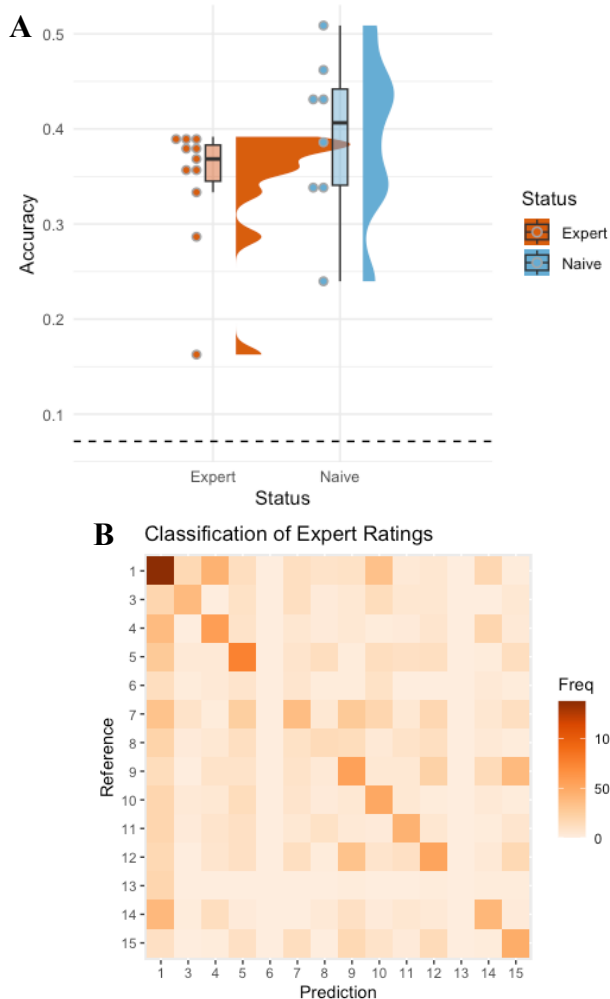 A
0.5
0.4
0.3
0.2
0.1
Accuracy
Expert
Naive
Status
Status
Expert
Naive
B
Classification of Expert Ratings
1
3
4
5
6
7
8
9
10
11
12
13
14
15
Reference
1 3 4 5 6 7 8 9 10 11 12 13 14 15
Prediction
Freq
10
50
0